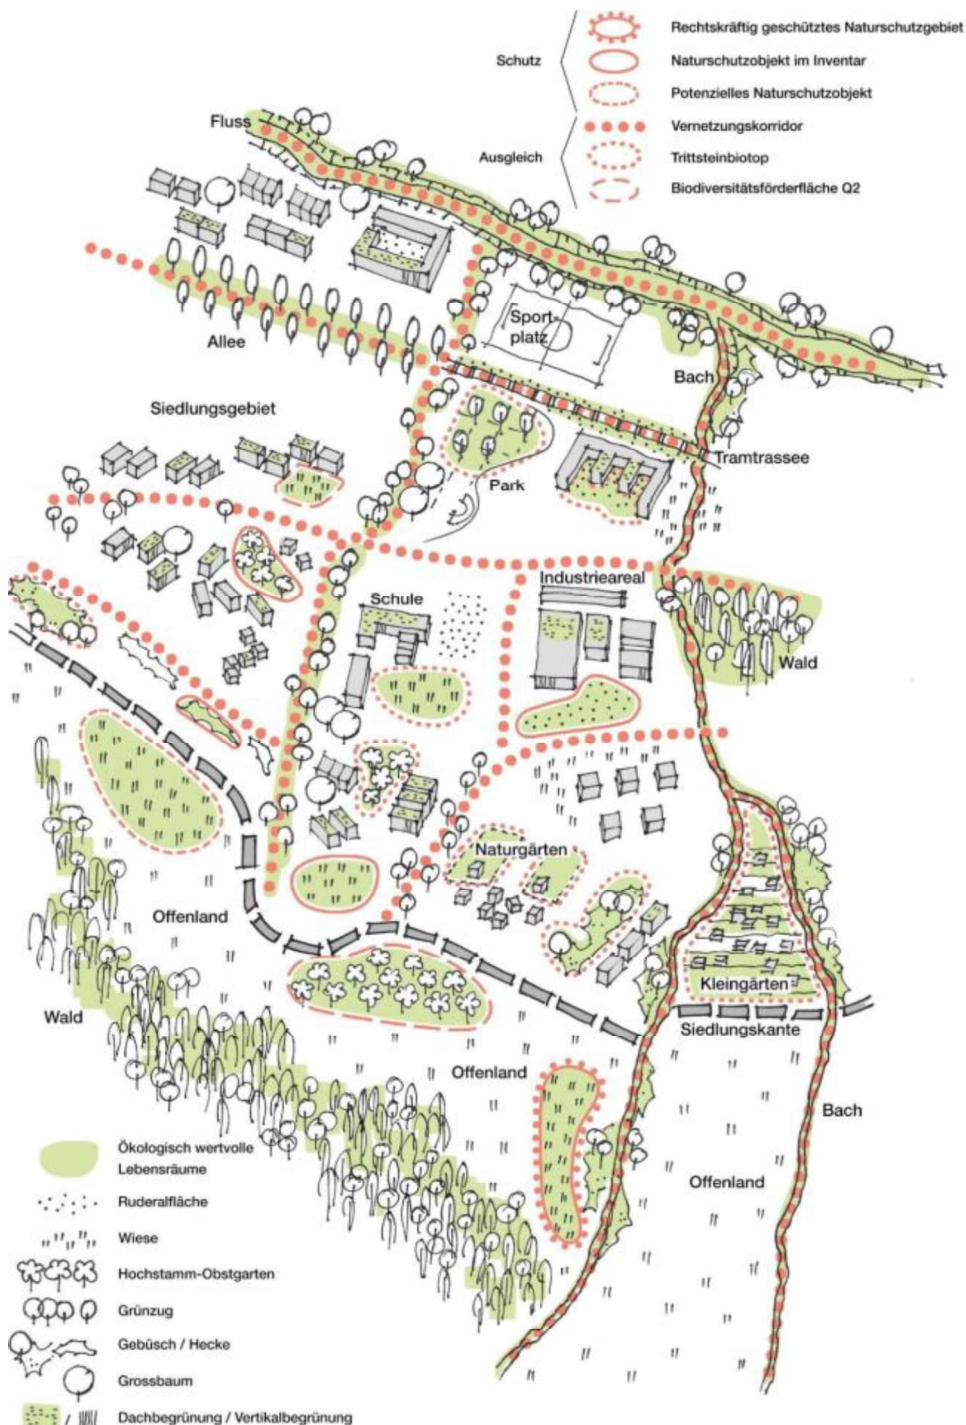 Rechtskräftig geschütztes Naturschutzgebiet
Schutz
Naturschutzobjekt im Inventar
Potenzielles Naturschutzobjekt
Vernetzungskorridor
Ausgleich
Trittsteinbiotop
Biodiversitätsförderfläche Q2
Fluss
Sport-
platz
Allee
Bach
Siedlungsgebiet
Tramtrassee
Park
Industrieareal
Schule
Wald
Naturgärten
Offenland
Kleingärten
Wald
Siedlungskante
Offenland
Bach
Offenland
Ökologisch wertvolle
Lebensräume
Ruderalfläche
Wiese
Hochstamm-Obstgarten
Grünzug
Gebüsch / Hecke
Grossbaum
/ Dachbegrünung / Vertikalbegrünung